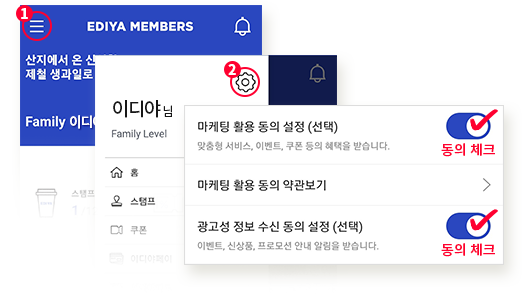 1
EDIYA MEMBERS
산지에서 온 신
제철 생과일로
Family 이디
스탬프
2
이디야님
Family Level
홈
스탬프
쿠폰
이디야페이
마케팅 활용 동의 설정 (선택)
맞춤형 서비스, 이벤트, 쿠폰 등의 혜택을 받습니다.
동의 체크
마케팅 활용 동의 약관보기
광고성 정보 수신 동의 설정 (선택)
이벤트, 신상품, 프로모션 안내 알림을 받습니다.
동의 체크